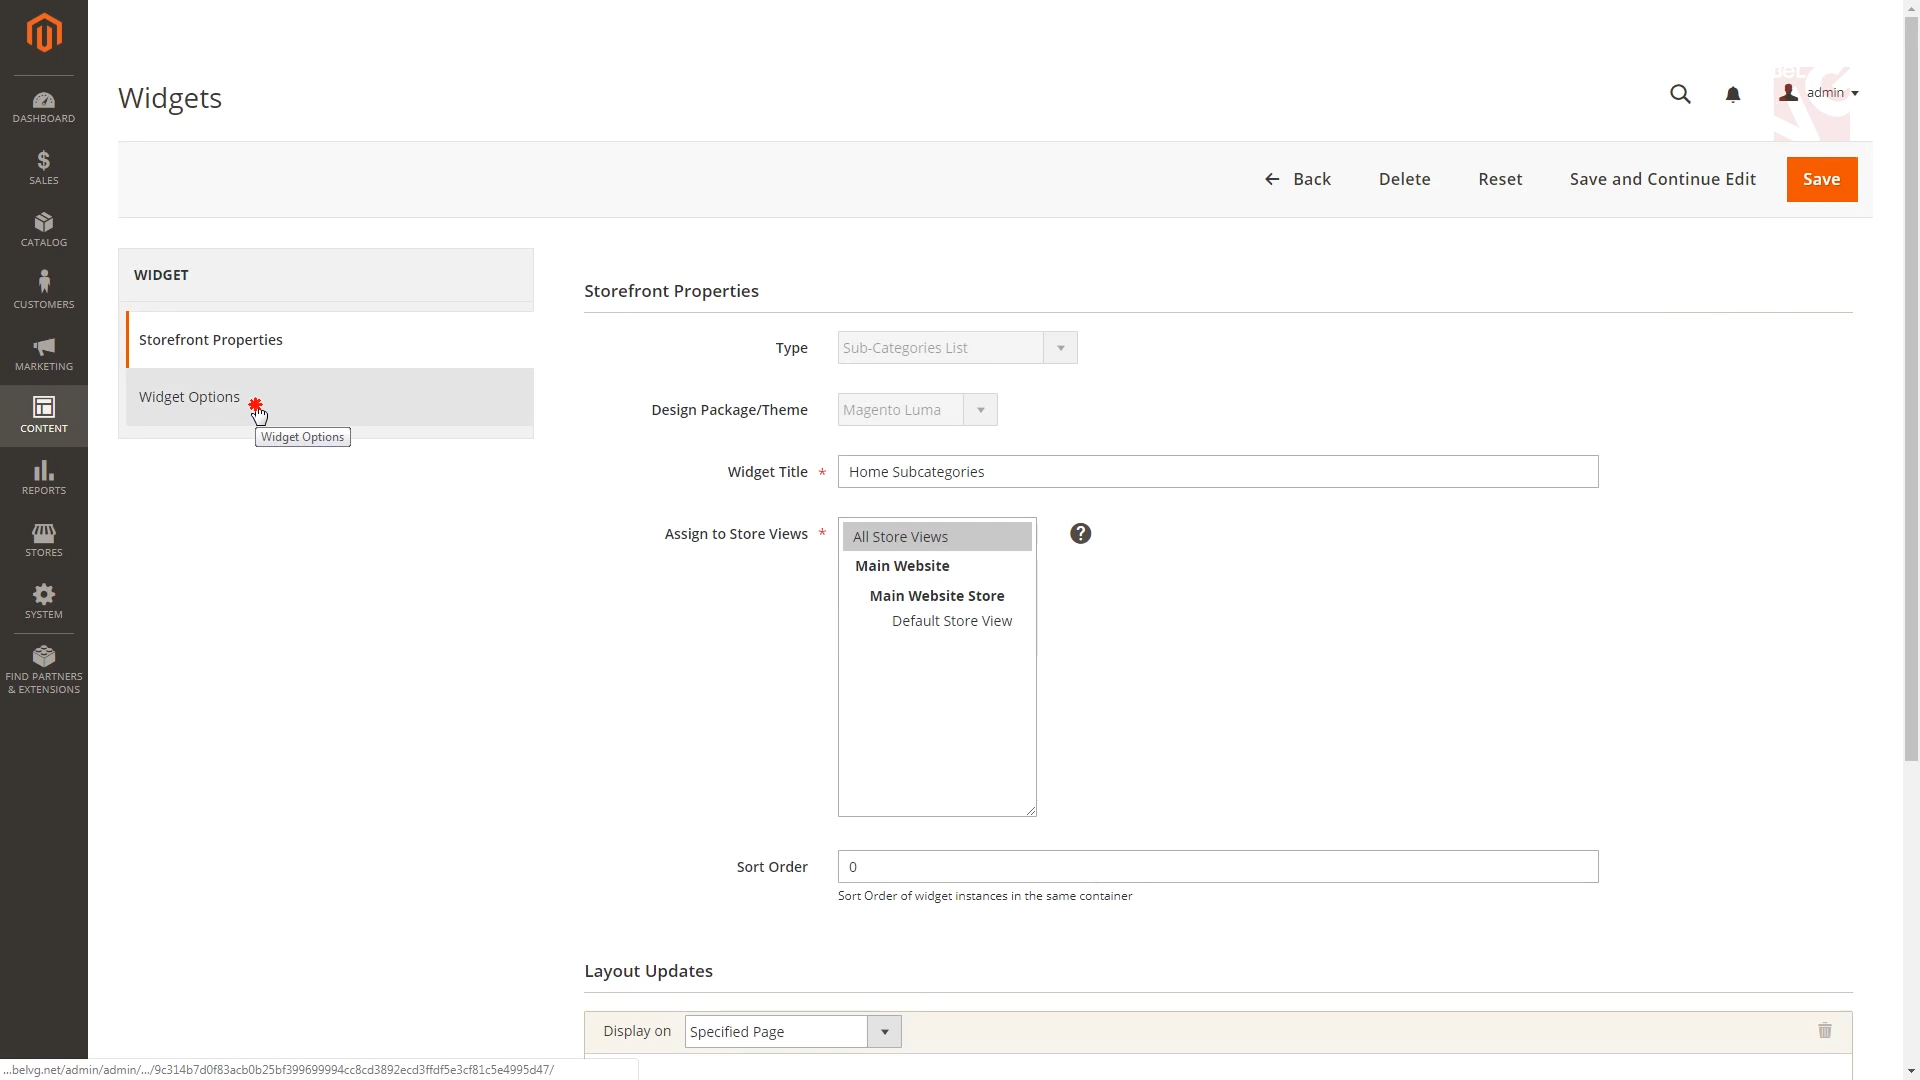 Widgets
admin
Back
Delete
Reset
Save and Continue Edit
Save
DASHBOARD
SALES
CATALOG
CUSTOMERS
MARKETING
CONTENT
REPORTS
STORES
SYSTEM
FIND PARTNERS
& EXTENSIONS
WIDGET
Storefront Properties
Widget Options
Widget Options
Storefront Properties
Type
Sub-Categories List
Design Package/Theme
Magento Luma
Widget Title *
Home Subcategories
Assign to Store Views *
All Store Views
Main Website
Main Website Store
Default Store View
?
Sort Order
0
Sort Order of widget instances in the same container
Layout Updates
Display on
Specified Page
...belvg.net/admin/admin/.../9c314b7d0f83acb0b25bf399699994cc8cd3892ecd3ffdf5e3cf81c5e4995d47/